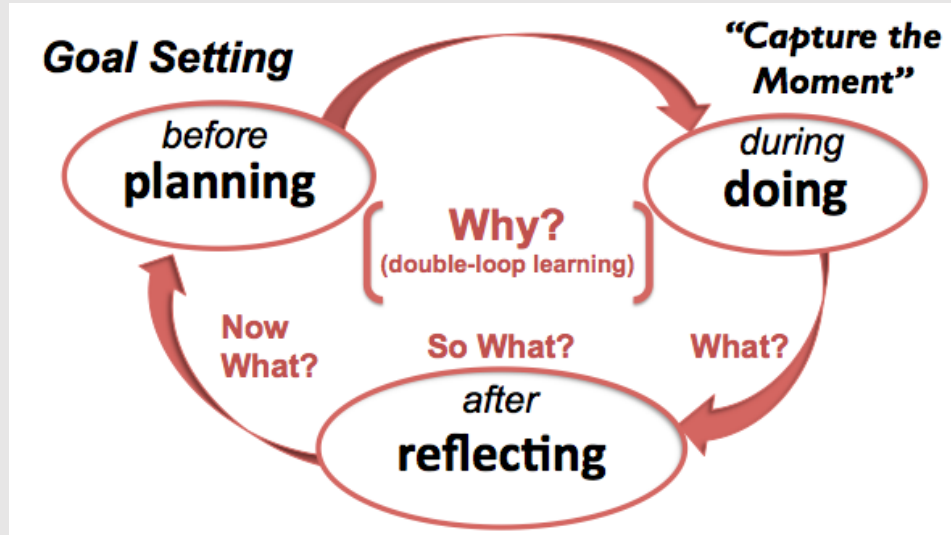 Goal Setting
“Capture the
Moment”
before
planning
during
doing
Why?
(double-loop learning)
Now
What?
So What?
What?
after
reflecting